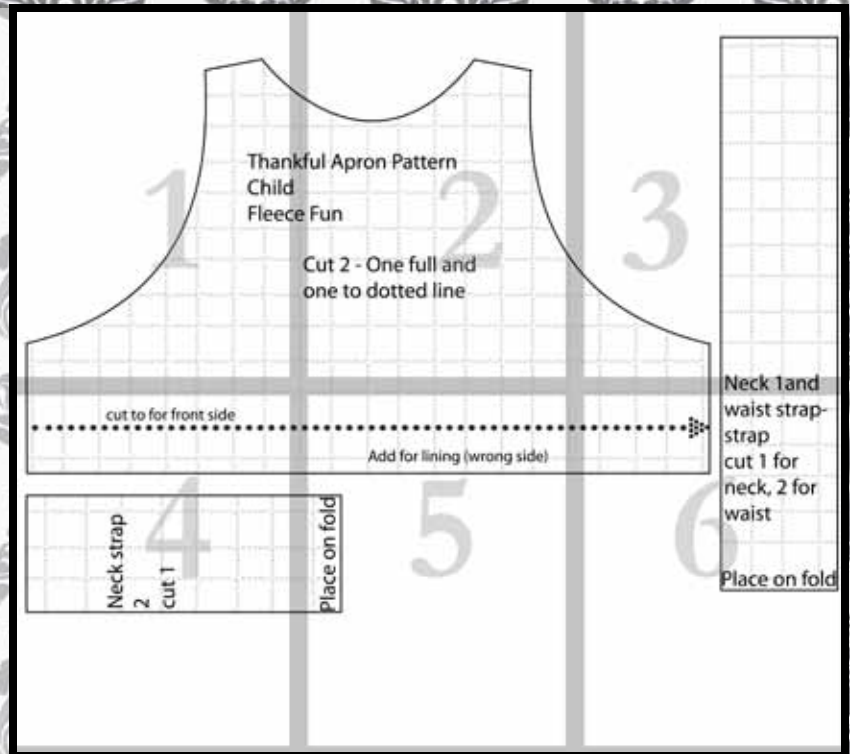 Thankful Apron Pattern
Child
Fleece Fun
Cut 2 - One full and
one to dotted line
1
2
3
cut to for front side
Add for lining (wrong side)
Neck 1and
waist strap-
strap
cut 1 for
neck, 2 for
waist
Place on fold
4
5
6
Neck strap
2
cut 1
Place on fold